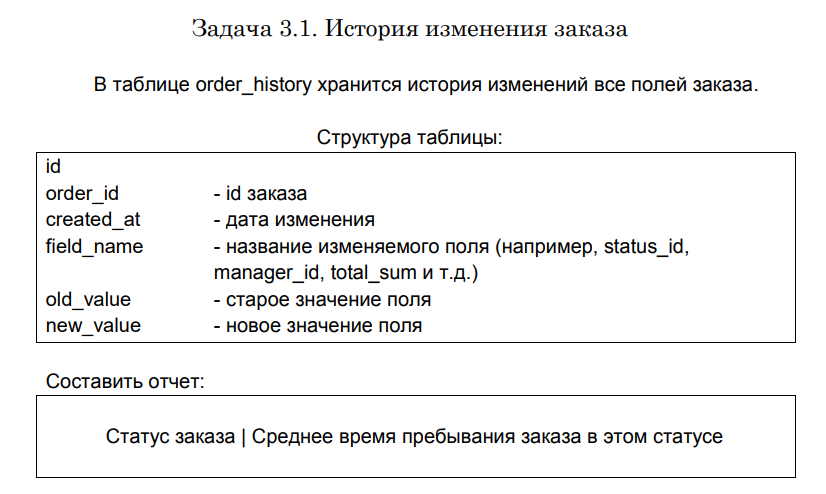 Задача 3.1. История изменения заказа
В таблице order_history хранится история изменений все полей заказа.
Структура таблицы:
id
order_id - id заказа
created_at - дата изменения
field_name - название изменяемого поля (например, status_id,
manager_id, total_sum и т.д.)
old_value - старое значение поля
new_value - новое значение поля
Составить отчет:
Статус заказа | Среднее время пребывания заказа в этом статусе